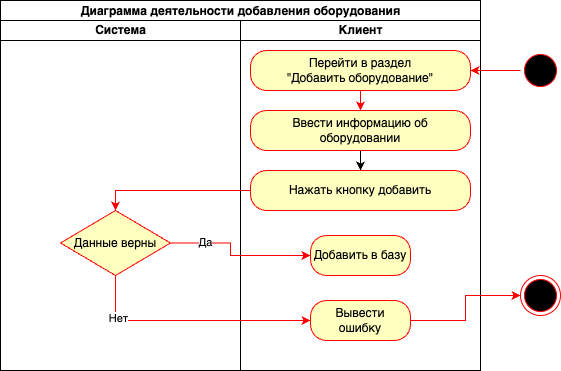 Диаграмма деятельности добавления оборудования
Система
Клиент
Перейти в раздел
"Добавить оборудование"
Ввести информацию об
оборудовании
Нажать кнопку добавить
Данные верны
Да
Добавить в базу
Нет
Вывести
ошибку